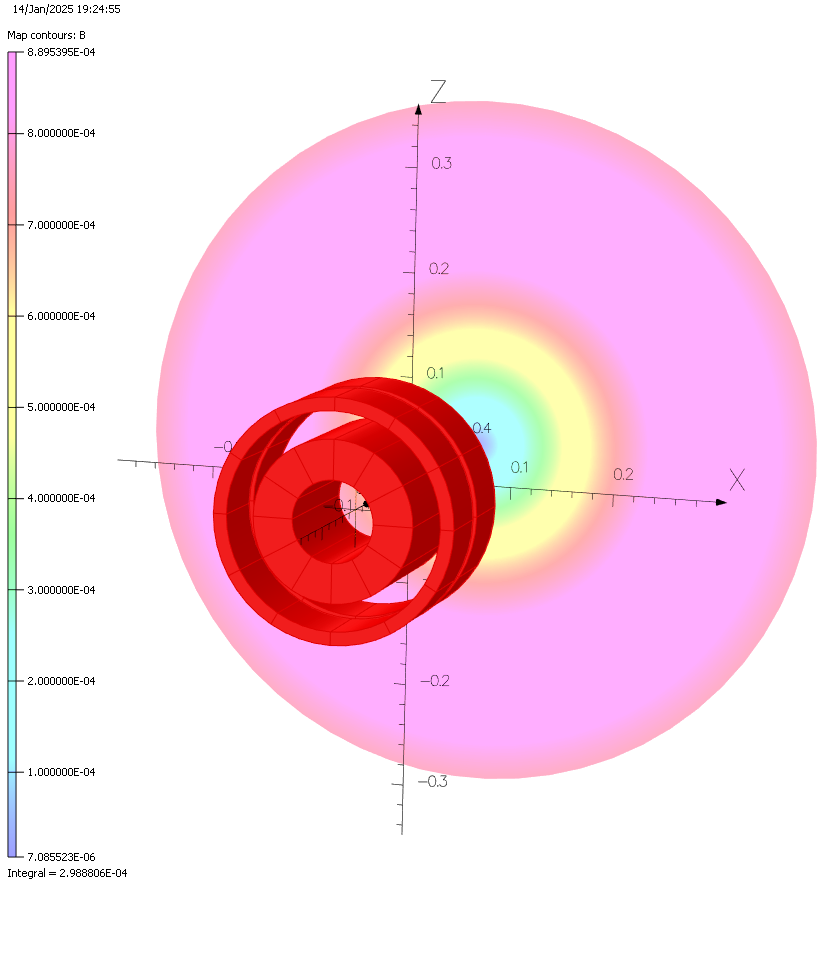 14/Jan/2025 19:24:55
Map contours: B
8.895395E-04
8.000000E-04
7.000000E-04
6.000000E-04
5.000000E-04
4.000000E-04
3.000000E-04
2.000000E-04
1.000000E-04
7.085523E-06
Integral = 2.988806E-04
Z
0.3
0.2
0.1
0.4
-0
0.1
0.2
X
-0.1
-0.2
-0.3